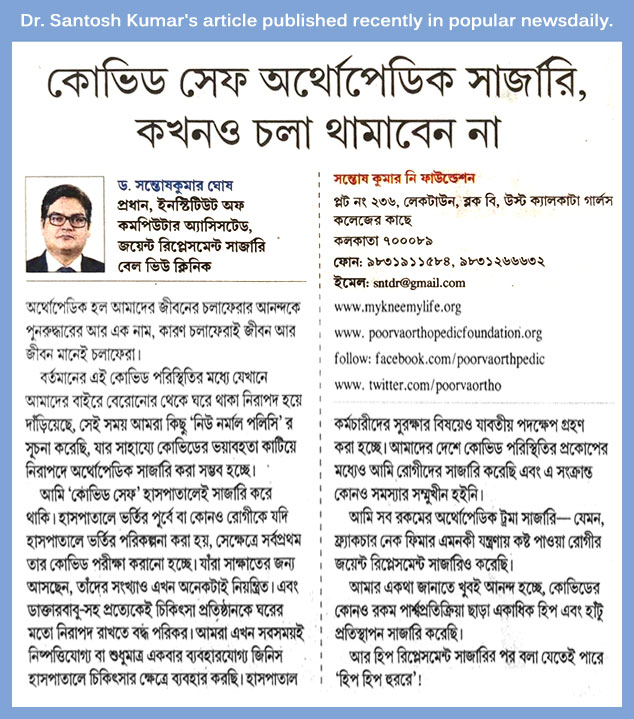 Dr. Santosh Kumar's article published recently in popular newsdaily.
কোভিড সেফ অর্থোপেডিক সার্জারি,
কখনও চলা থামাবেন না
ড. সন্তোষকুমার ঘোষ
প্রধান, ইনস্টিটিউট অফ
কমপিউটার অ্যাসিসটেড,
জয়েন্ট রিপ্লেসমেন্ট সার্জারি
বেল ভিউ ক্লিনিক
অর্থোপেডিক হল আমাদের জীবনের চলাফেরার আনন্দকে
পুনরুদ্ধারের আর এক নাম, কারণ চলাফেরাই জীবন আর
জীবন মানেই চলাফেরা।
বর্তমানের এই কোভিড পরিস্থিতির মধ্যে যেখানে
আমাদের বাইরে বেরোনোর থেকে ঘরে থাকা নিরাপদ হয়ে
দাঁড়িয়েছে, সেই সময় আমরা কিছু ‘নিউ নর্মাল পলিসি’ র
সূচনা করেছি, যার সাহায্যে কোভিডের ভয়াবহতা কাটিয়ে
নিরাপদে অর্থোপেডিক সার্জারি করা সম্ভব হচ্ছে।
আমি ‘কোভিড সেফ’ হাসপাতালেই সার্জারি করে
থাকি। হাসপাতালে ভর্তির পূর্বে বা কোনও রোগীকে যদি
হাসপাতালে ভর্তির পরিকল্পনা করা হয়, সেক্ষেত্রে সর্বপ্রথম
তার কোভিড পরীক্ষা করানো হচ্ছে। যাঁরা সাক্ষাতের জন্য
আসছেন, তাঁদের সংখ্যাও এখন অনেকটাই নিয়ন্ত্রিত। এবং
ডাক্তারবাবু-সহ প্রত্যেকেই চিকিৎসা প্রতিষ্ঠানকে ঘরের
মতো নিরাপদ রাখতে বদ্ধ পরিকর। আমরা এখন সবসময়ই
নিষ্পত্তিযোগ্য বা শুধুমাত্র একবার ব্যবহারযোগ্য জিনিস
হাসপাতালে চিকিৎসার ক্ষেত্রে ব্যবহার করছি। হাসপাতাল
সন্তোষ কুমার নি ফাউন্ডেশন
প্লট নং ২৩৬, লেকটাউন, ব্লক বি, উস্ট ক্যালকাটা গার্লস
কলেজের কাছে
কলকাতা ৭০০০৮৯
ফোন: ৯৮৩১৯১১৫৮৪, ৯৮৩১২৬৬৬৩২
ইমেল: sntdr@gmail.com
www.mykneemylife.org
www. poorvaorthopedicfoundation.org
follow: facebook.com/poorvaorthpedic
www. twitter.com/poorvaortho
কর্মচারীদের সুরক্ষার বিষয়েও যাবতীয় পদক্ষেপ গ্রহণ
করা হচ্ছে। আমাদের দেশে কোভিড পরিস্থিতির প্রকোপের
মধ্যেও আমি রোগীদের সার্জারি করেছি এবং এ সংক্রান্ত
কোনও সমস্যার সম্মুখীন হইনি।
আমি সব রকমের অর্থোপেডিক ট্রমা সার্জারি— যেমন,
ফ্র্যাকচার নেক ফিমার এমনকী যন্ত্রণায় কষ্ট পাওয়া রোগীর
জয়েন্ট রিপ্লেসমেন্ট সার্জারিও করেছি।
আমার একথা জানাতে খুবই আনন্দ হচ্ছে, কোভিডের
কোনও রকম পার্শ্বপ্রতিক্রিয়া ছাড়া একাধিক হিপ এবং হাঁটু
প্রতিস্থাপন সার্জারি করেছি।
আর হিপ রিপ্লেসমেন্ট সার্জারির পর বলা যেতেই পারে
‘হিপ হিপ হুররে’!